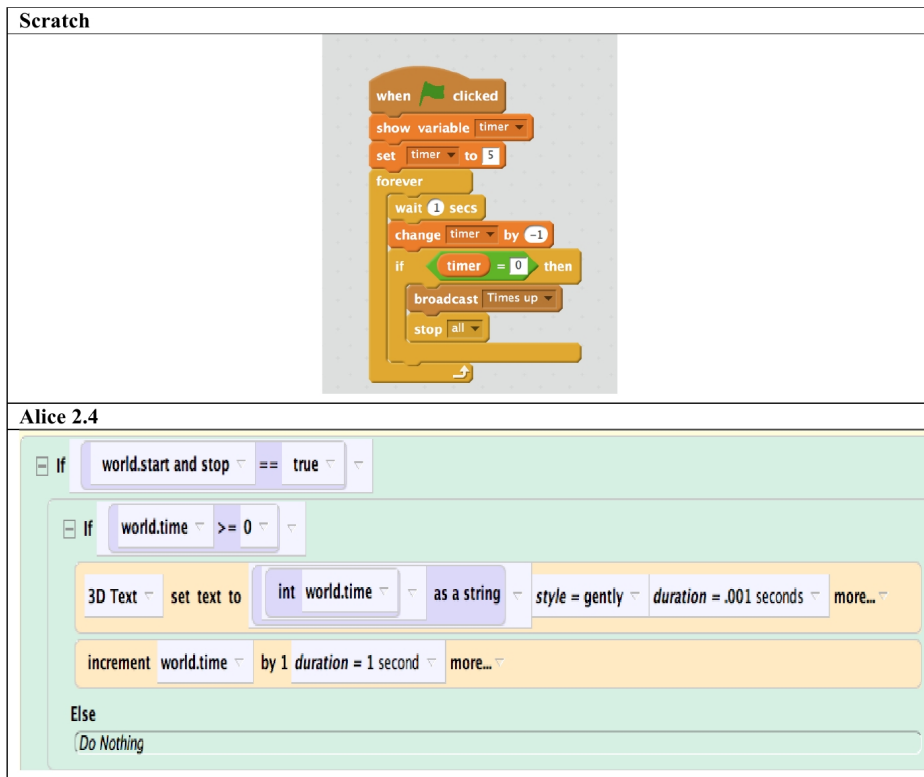 Scratch
when clicked
show variable timer
set timer to 5
forever
wait 1 secs
change timer by -1
if timer = 0 then
broadcast Times up
stop all
Alice 2.4
If world.start and stop == true
If world.time >= 0
3D Text set text to int world.time as a string style = gently duration = .001 seconds more...
increment world.time by 1 duration = 1 second more...
Else
Do Nothing